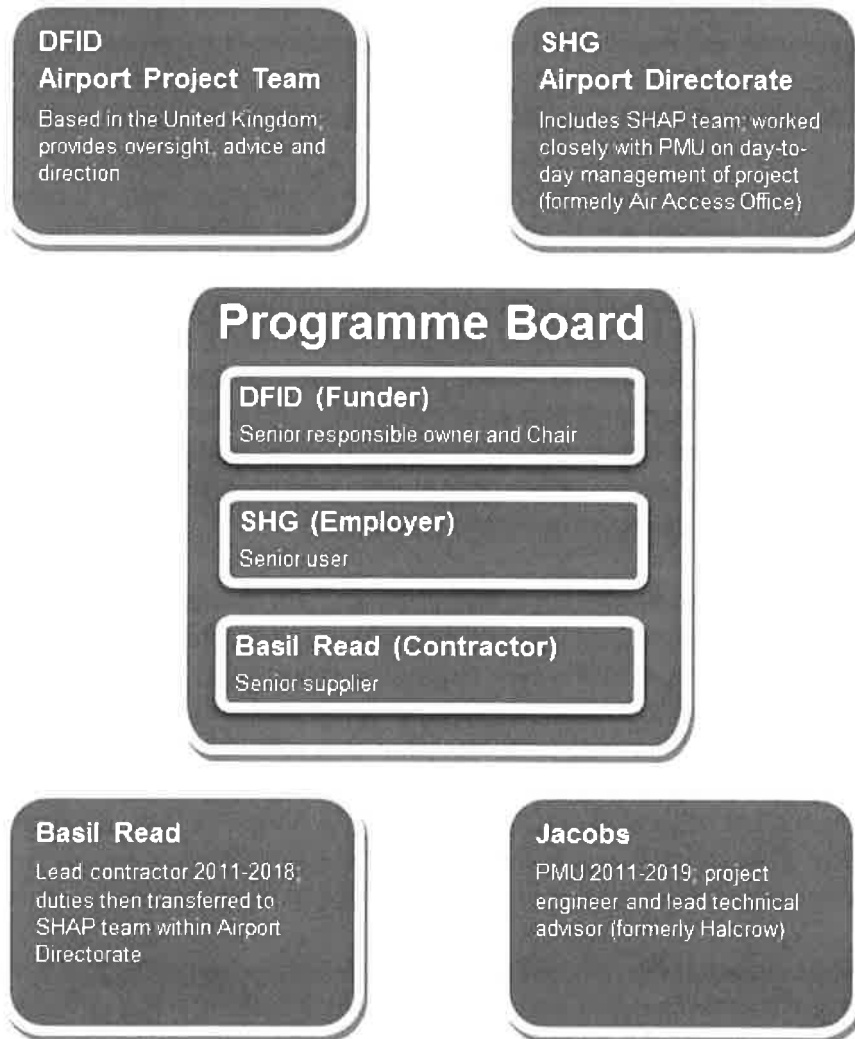 DFID
Airport Project Team
Based in the United Kingdom;
provides oversight, advice and
direction
SHG
Airport Directorate
Includes SHAP team; worked
closely with PMU on day-to-
day management of project
(formerly Air Access Office)
Programme Board
DFID (Funder)
Senior responsible owner and Chair
SHG (Employer)
Senior user
Basil Read (Contractor)
Senior supplier
Basil Read
Lead contractor 2011-2018;
duties then transferred to
SHAP team within Airport
Directorate
Jacobs
PMU 2011-2019; project
engineer and lead technical
advisor (formerly Halcrow)